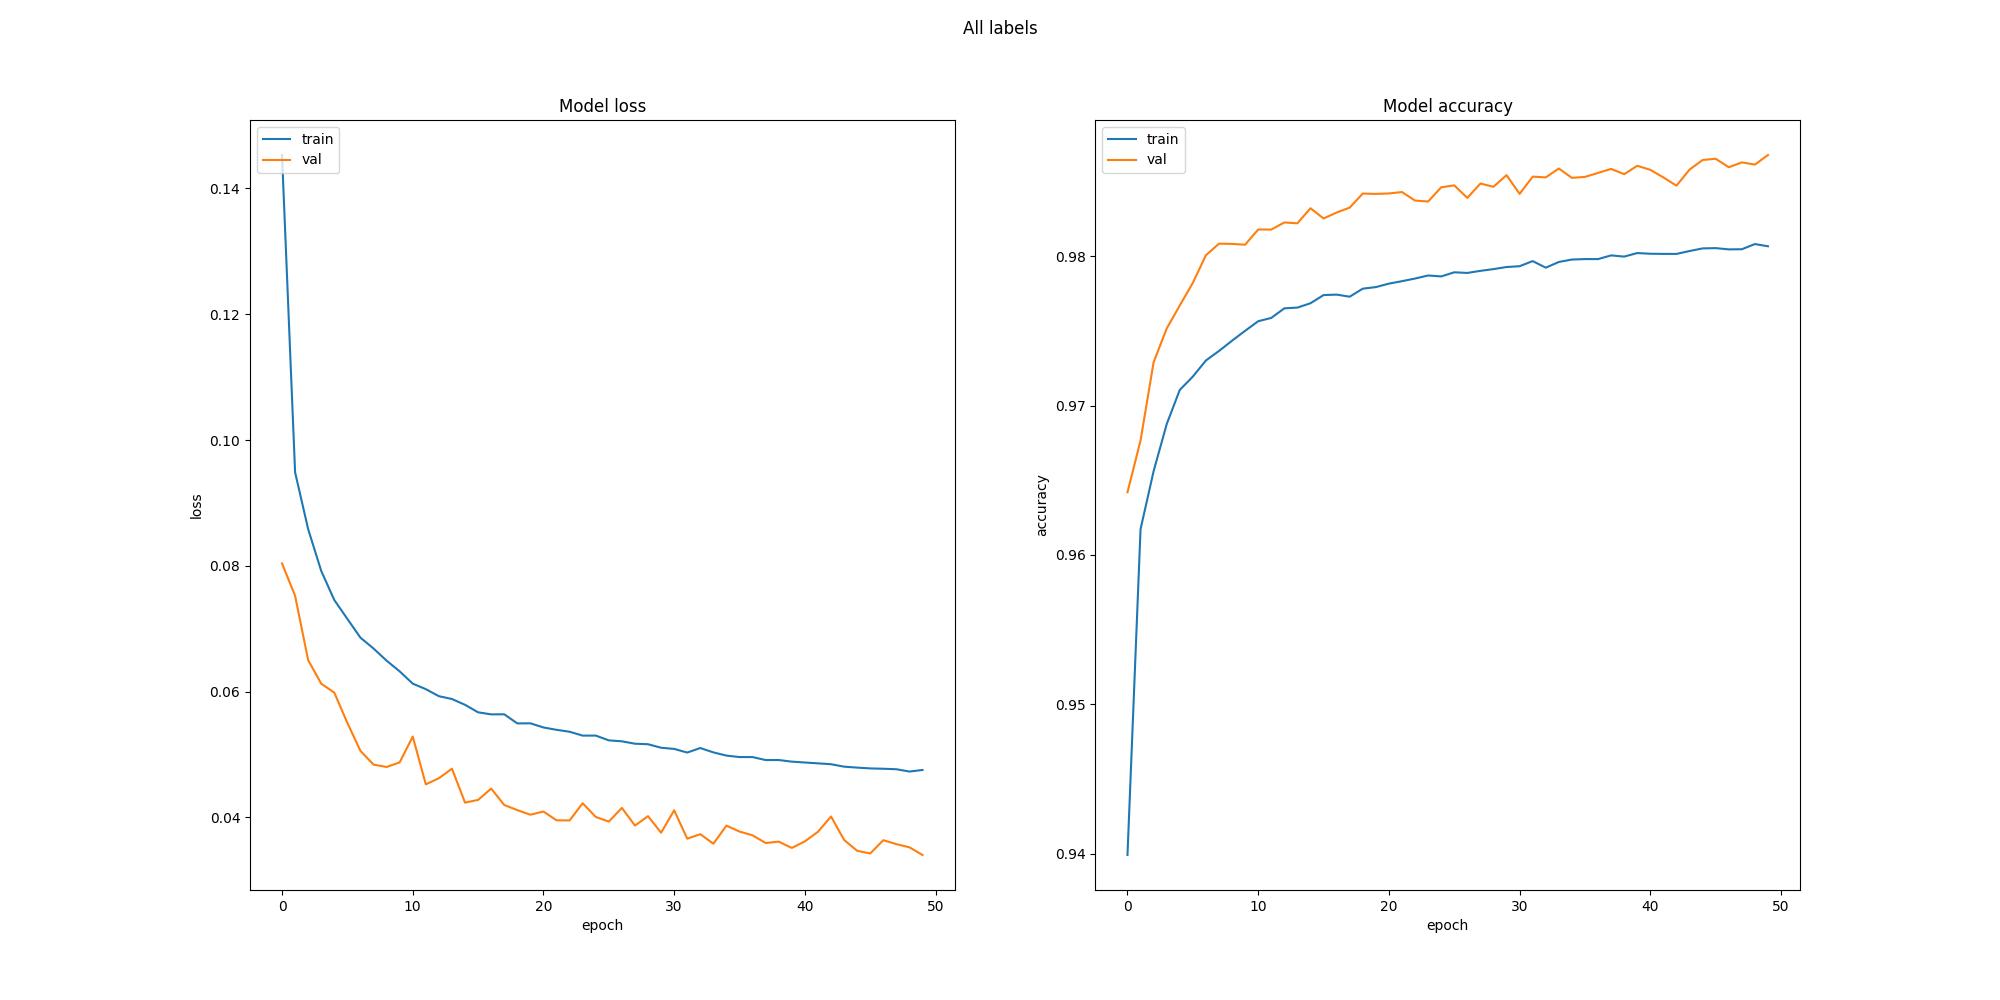 All labels
Model loss
train
val
0.14
0.12
0.10
0.08
0.06
0.04
loss
0 10 20 30 40 50
epoch
Model accuracy
train
val
0.98
0.97
0.96
0.95
0.94
accuracy
0 10 20 30 40 50
epoch